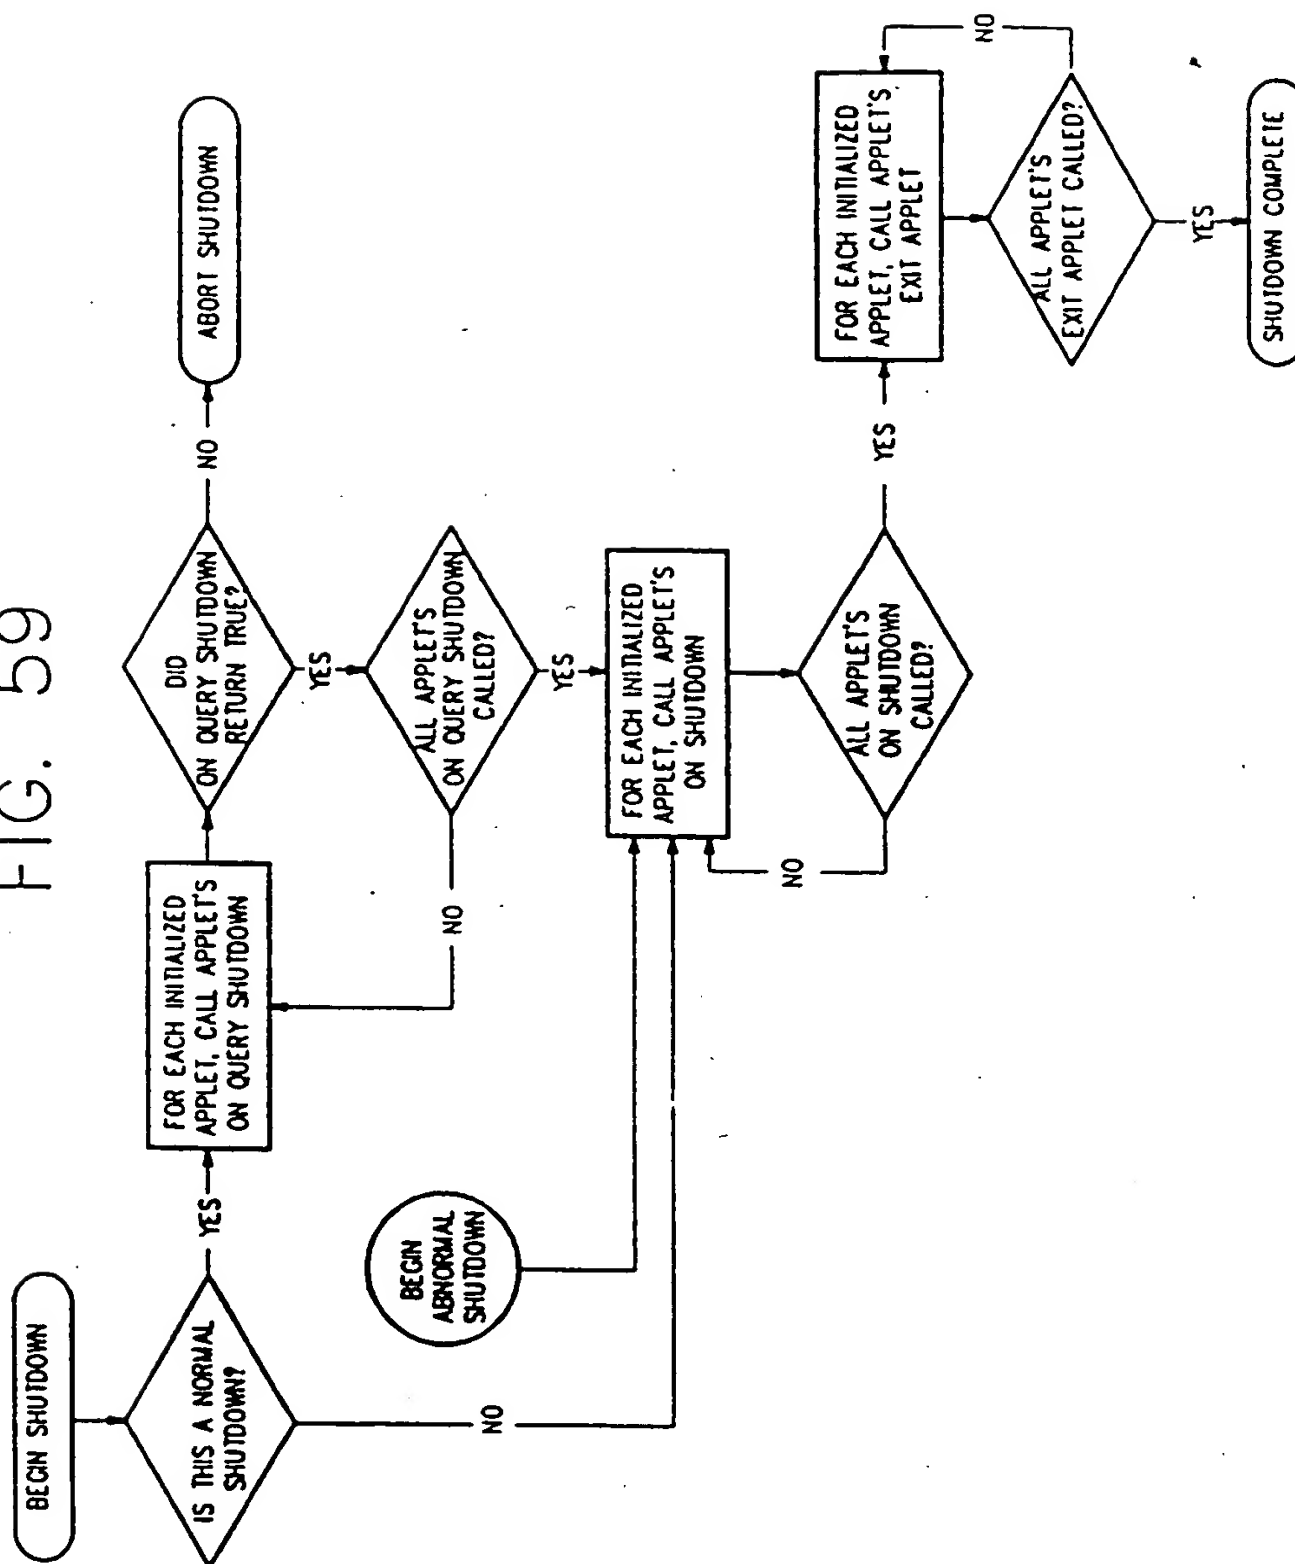 FIG. 59
BEGIN SHUTDOWN
IS THIS A NORMAL
SHUTDOWN?
YES
NO
FOR EACH INITIALIZED
APPLET, CALL APPLET'S
ON QUERY SHUTDOWN
DID
ON QUERY SHUTDOWN
RETURN TRUE?
NO
ABORT SHUTDOWN
YES
ALL APPLET'S
ON QUERY SHUTDOWN
CALLED?
NO
YES
BEGIN
ABNORMAL
SHUTDOWN
FOR EACH INITIALIZED
APPLET, CALL APPLET'S
ON SHUTDOWN
ALL APPLET'S
ON SHUTDOWN
CALLED?
NO
YES
FOR EACH INITIALIZED
APPLET, CALL APPLET'S
EXIT APPLET
ALL APPLET'S
EXIT APPLET CALLED?
NO
YES
SHUTDOWN COMPLETE